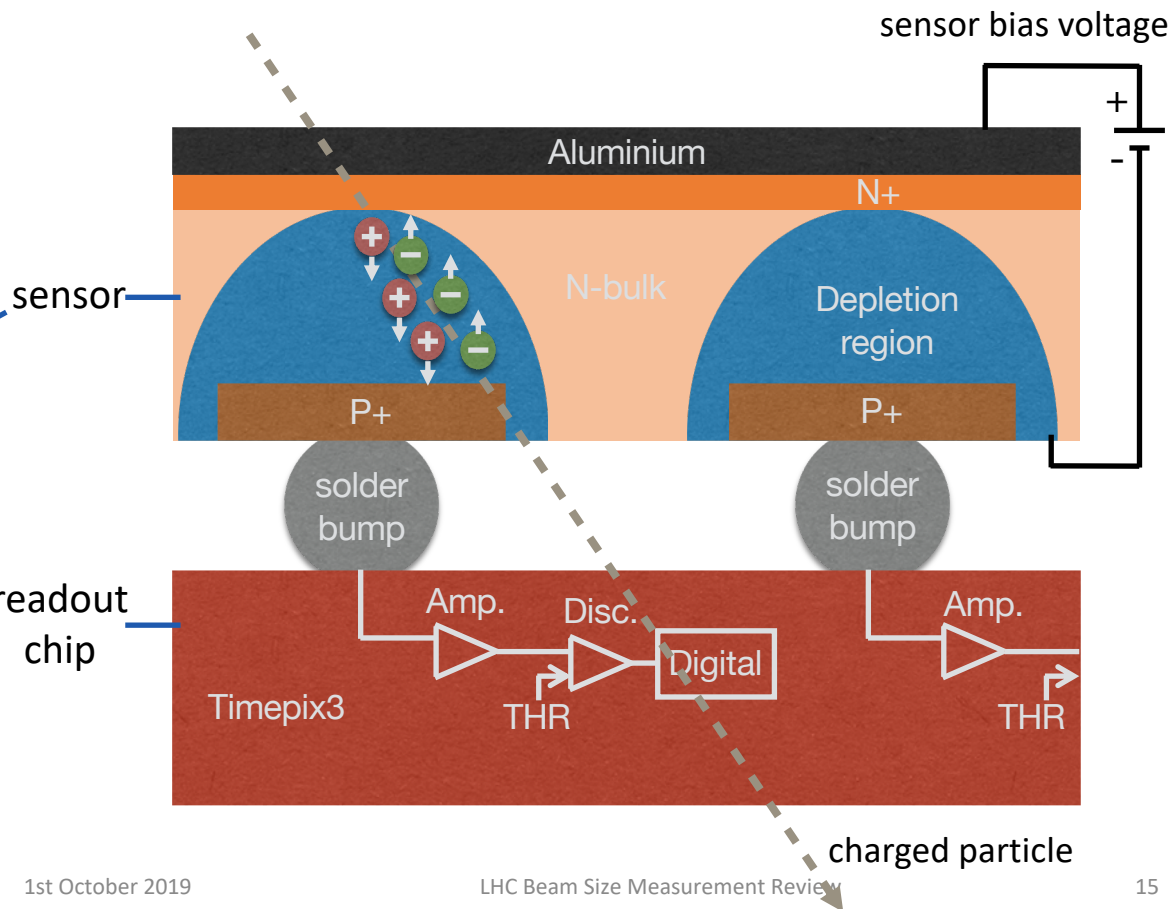 sensor bias voltage
+
-
Aluminium
N+
+ -
N-bulk
+ -
sensor
Depletion
region
+ -
P+
P+
solder
bump
solder
bump
readout
chip
Amp.
Disc.
Amp.
Digital
Timepix3
THR
THR
charged particle
1st October 2019
LHC Beam Size Measurement Review
15